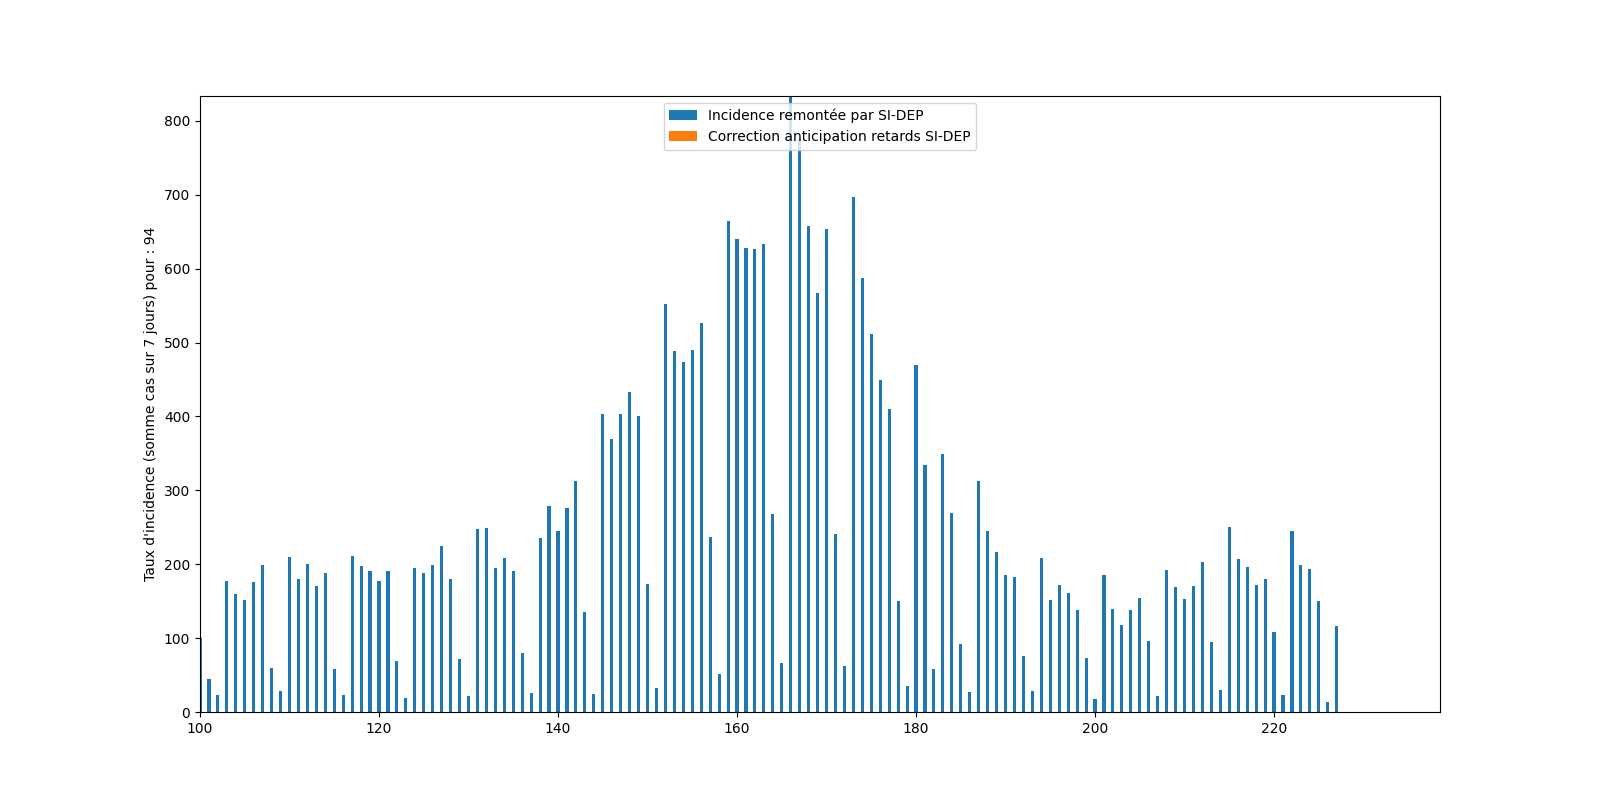 Incidence remontée par SI-DEP
Correction anticipation retards SI-DEP
Taux d'incidence (somme cas sur 7 jours) pour : 94
800
700
600
500
400
300
200
100
0
100 120 140 160 180 200 220